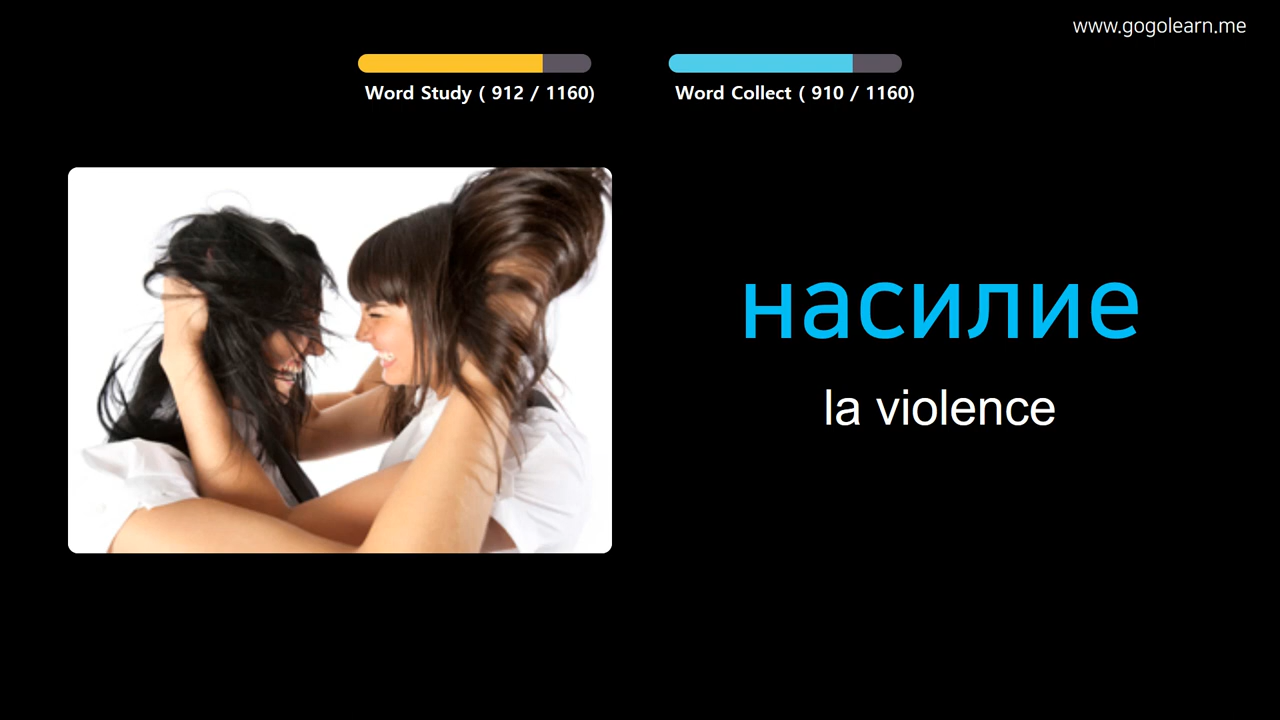 www.gogolearn.me
Word Study ( 912 / 1160)
Word Collect ( 910 / 1160)
насилие
la violence